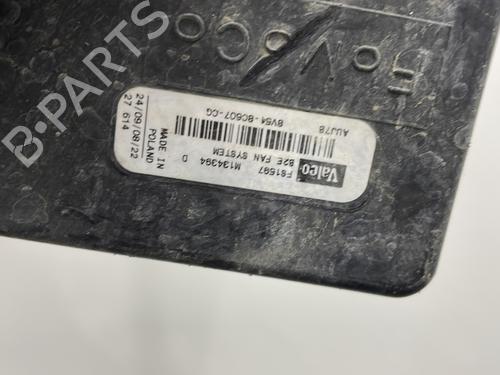 Valeo
F81597
B2E FAN SYSTEM
M134394 D
MADE IN
POLAND
AUJ78
8V51-8C607-CG
24/09/08/22
27 614
B-PARTS